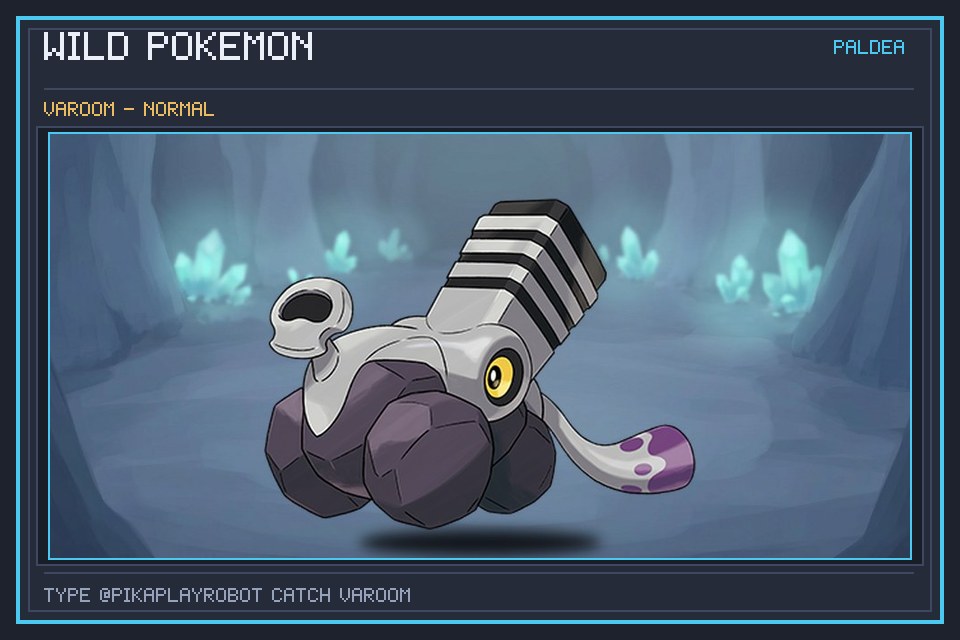 WILD POKEMON
PALDEA
VAROOM - NORMAL
TYPE @PIKAPLAYROBOT CATCH VAROOM